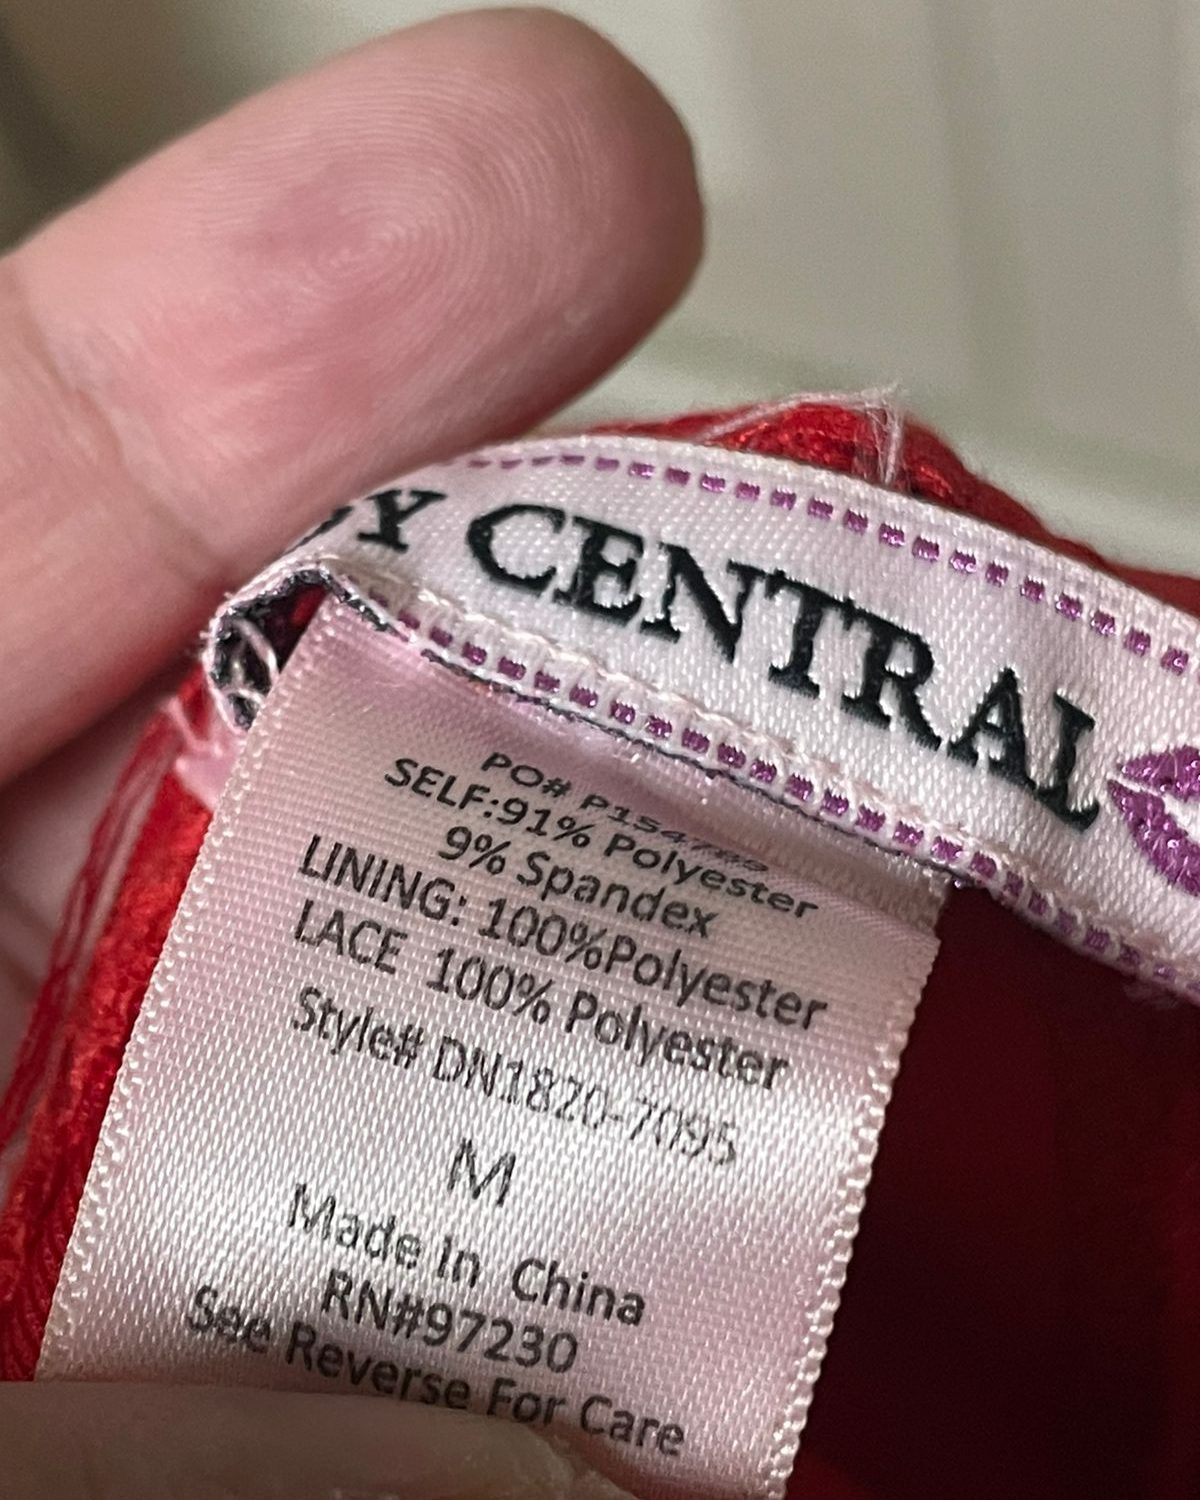 CENTRAL
PO#
SELF:91% Polyester
9% Spandex
LINING: 100%Polyester
LACE 100% Polyester
Style# DN1820-7095
M
Made In China
RN#97230
See Reverse For Care